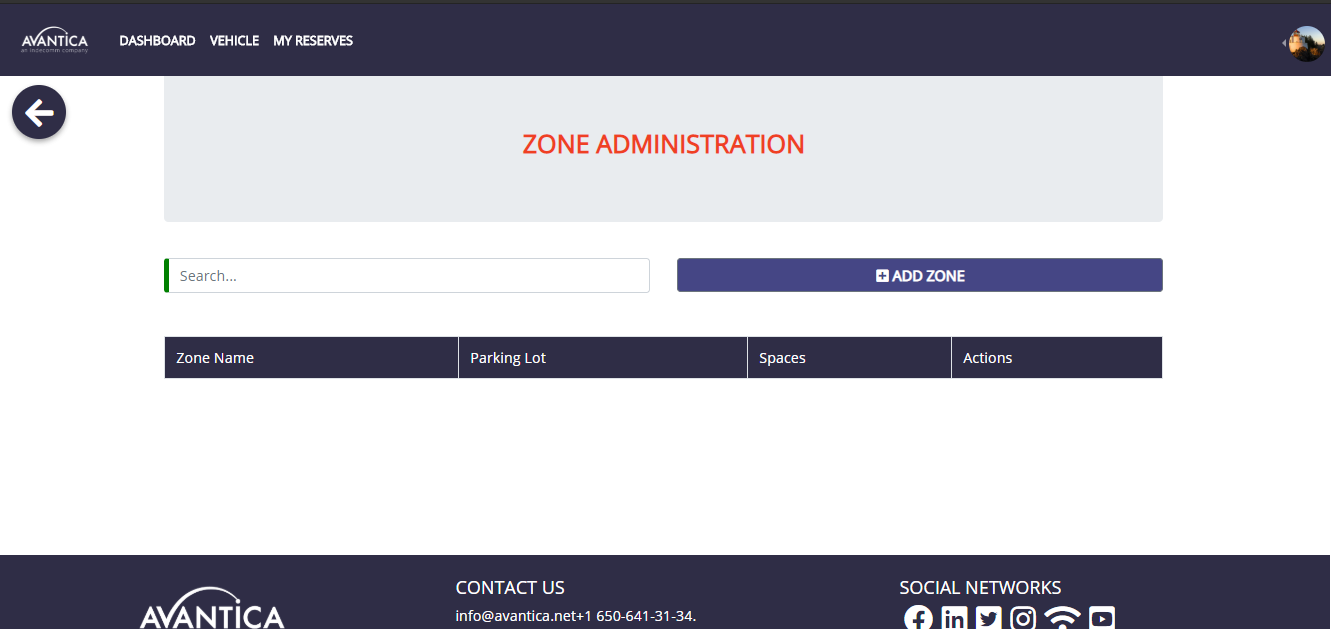 AVANTICA
an indecomm company
DASHBOARD VEHICLE MY RESERVES
ZONE ADMINISTRATION
Search...
ADD ZONE
Zone Name Parking Lot Spaces Actions
AVANTICA
CONTACT US
info@avantica.net+1 650-641-31-34.
SOCIAL NETWORKS